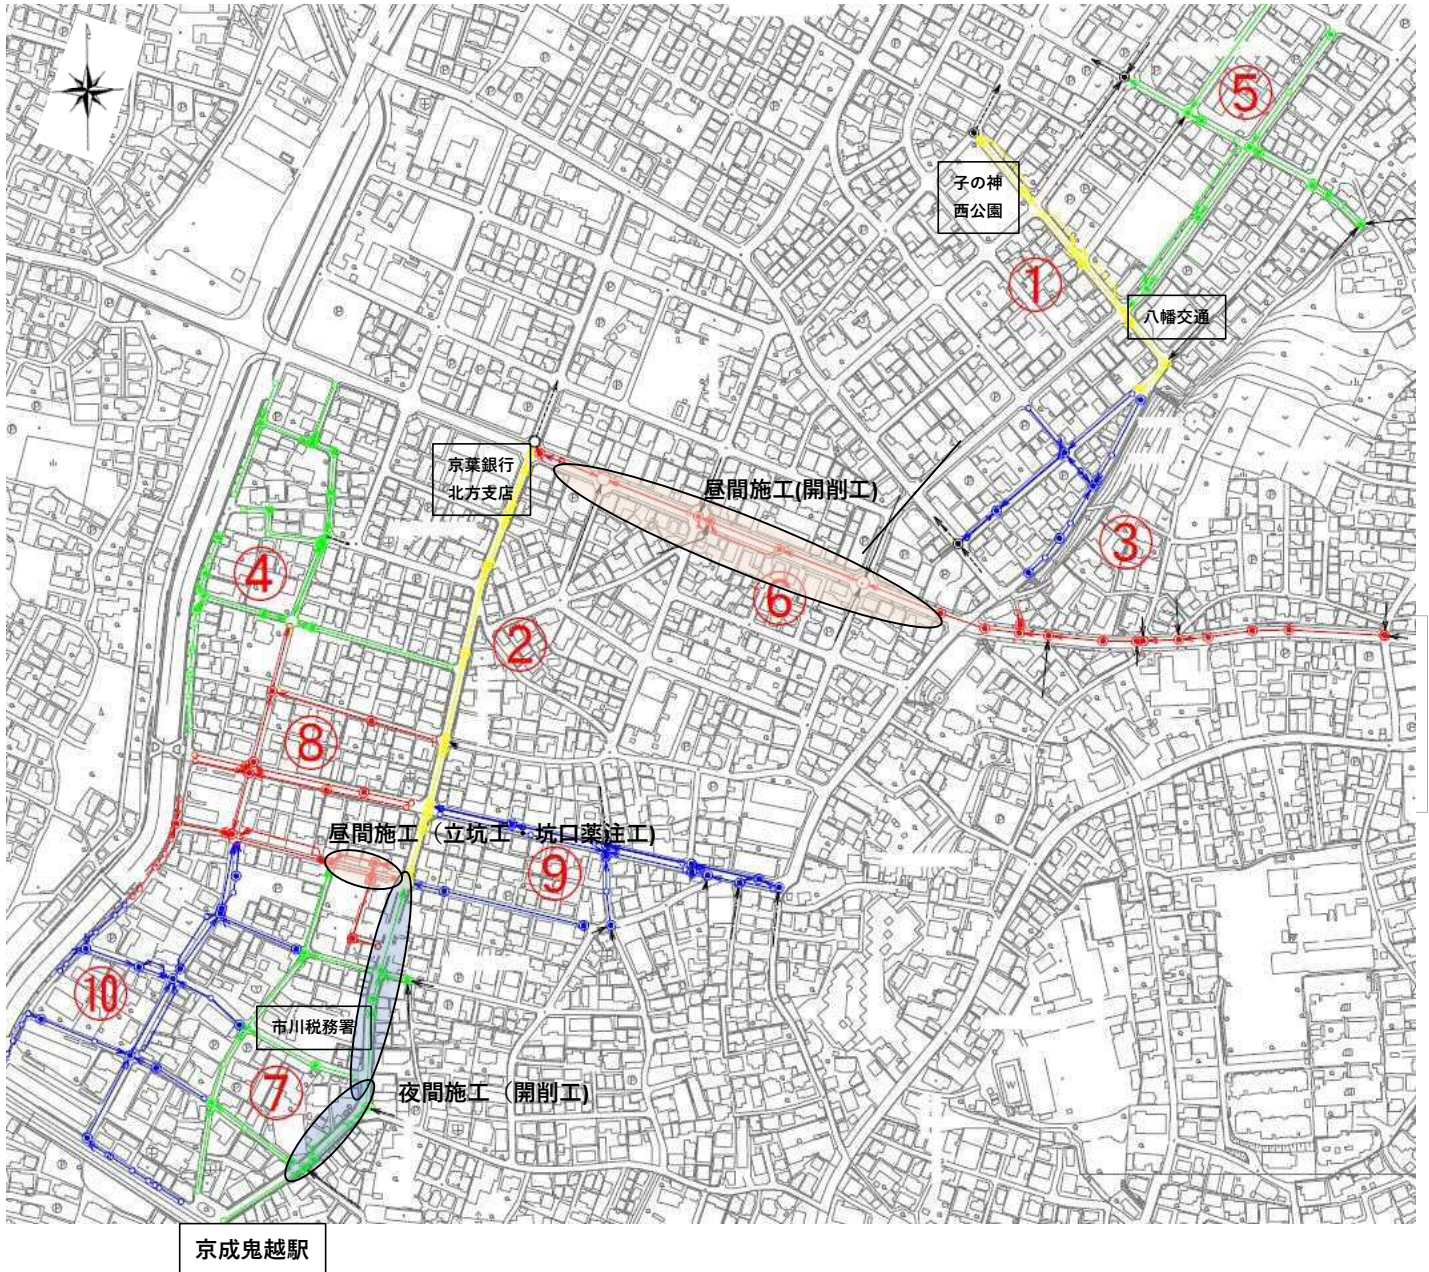 ⑤
子の神
西公園
①
八幡交通
京葉銀行
北方支店
昼間施工(開削工)
③
④
⑥
②
⑧
昼間施工（立坑工・坑口薬注工)
⑨
⑩
市川税務署
⑦
夜間施工（開削工)
京成鬼越駅